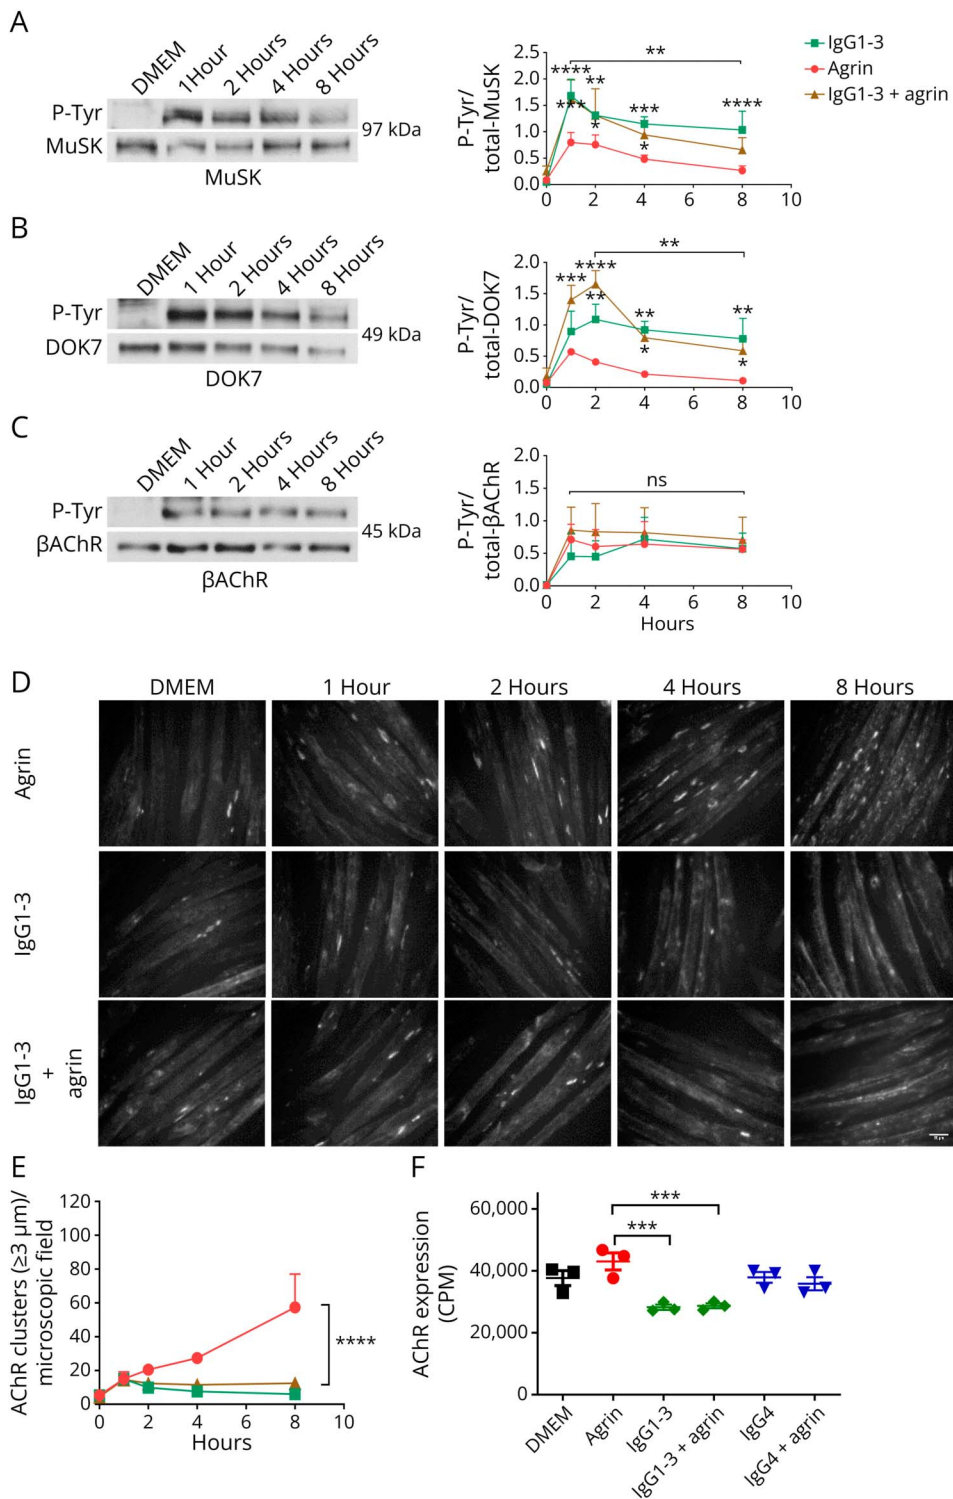 A
DMEM
1Hour
2 Hours
4 Hours
8 Hours
P-Tyr
97 kDa
MuSK
MuSK
P-Tyr/
total-MuSK
2.5
2.0
1.5
1.0
0.5
0.0
0 2 4 6 8 10
**
****
**
***
*
***
*
****
IgG1-3
Agrin
IgG1-3 + agrin
B
DMEM
1 Hour
2 Hours
4 Hours
8 Hours
P-Tyr
49 kDa
DOK7
DOK7
P-Tyr/
total-DOK7
2.0
1.5
1.0
0.5
0.0
0 2 4 6 8 10
**
***
****
**
**
*
**
*
C
DMEM
1 Hour
2 Hours
4 Hours
8 Hours
P-Tyr
45 kDa
βAChR
βAChR
P-Tyr/
total-βAChR
2.0
1.5
1.0
0.5
0.0
0 2 4 6 8 10
ns
Hours
D
DMEM 1 Hour 2 Hours 4 Hours 8 Hours
Agrin
IgG1-3
IgG1-3
+
agrin
E
AChR clusters (≥3 μm)/
microscopic field
120
100
80
60
40
20
0
0 2 4 6 8 10
Hours
****
F
AChR expression
(CPM)
60,000
40,000
20,000
0
***
***
DMEM
Agrin
IgG1-3
IgG1-3 + agrin
IgG4
IgG4 + agrin